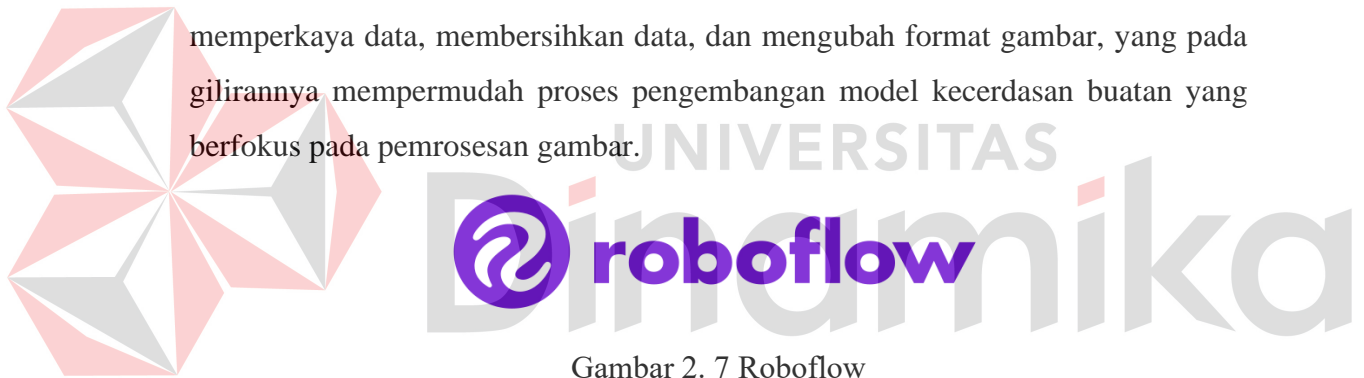 memperkaya data, membersihkan data, dan mengubah format gambar, yang pada
gilirannya mempermudah proses pengembangan model kecerdasan buatan yang
berfokus pada pemrosesan gambar.
UNIVERSITAS
Dinamika
roboflow
Gambar 2. 7 Roboflow